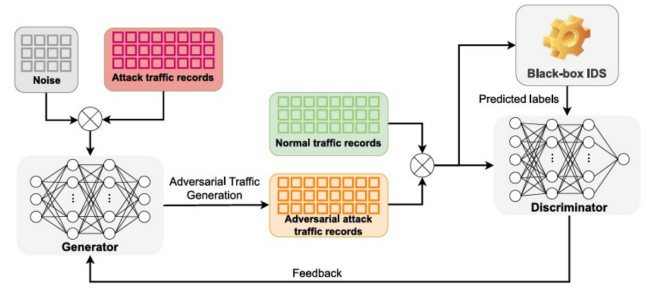 Noise
Attack traffic records
Black-box IDS
Predicted labels
Normal traffic records
Adversarial Traffic
Generation
Adversarial attack
traffic records
Generator
Discriminator
Feedback